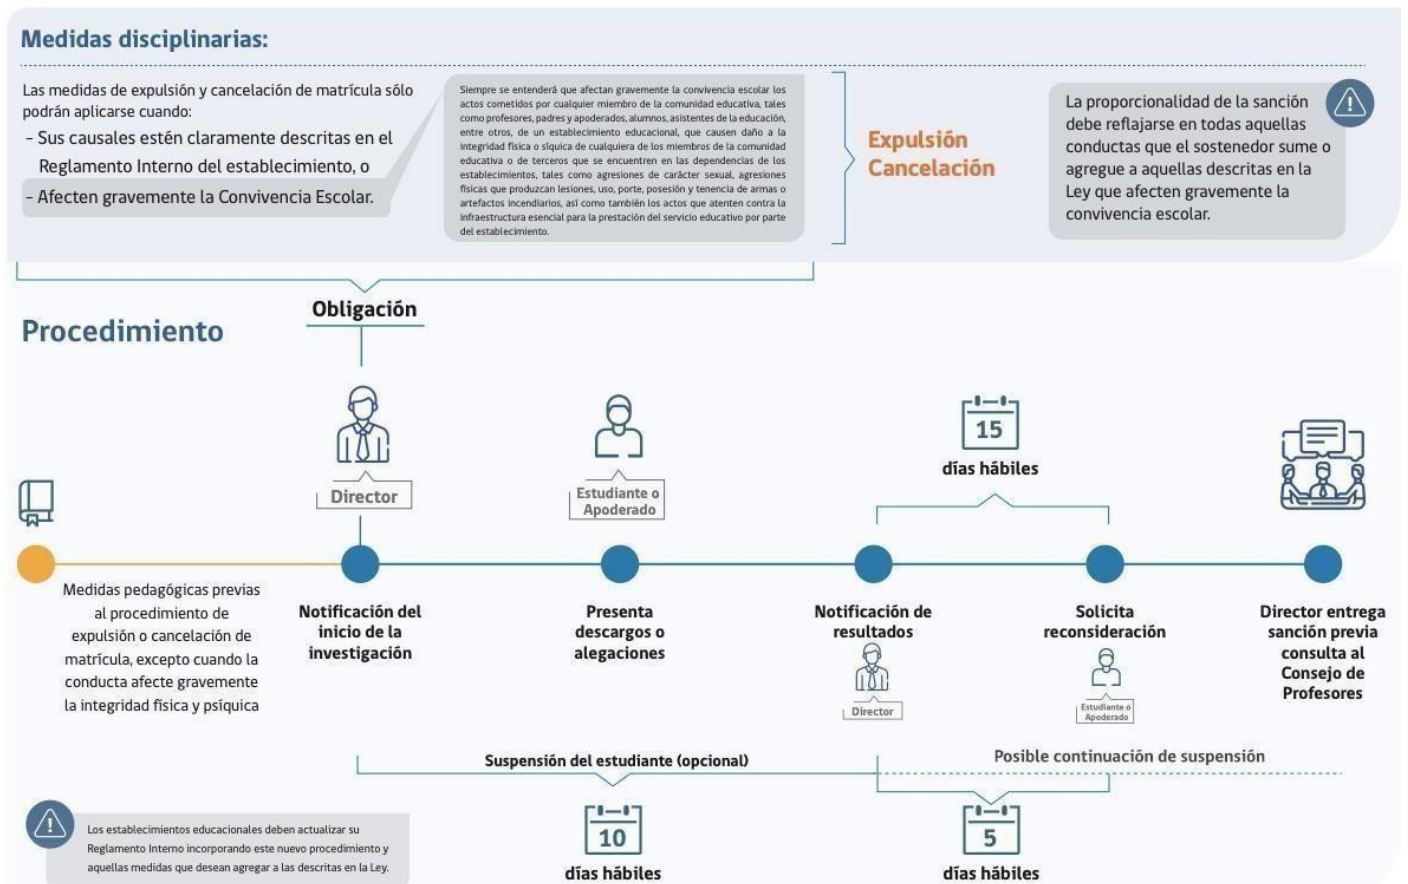 Medidas disciplinarias:
Las medidas de expulsión y cancelación de matrícula sólo
podrán aplicarse cuando:
- Sus causales estén claramente descritas en el
Reglamento Interno del establecimiento, o
- Afecten gravemente la Convivencia Escolar.
Siempre se entenderá que afectan gravemente la convivencia escolar los
actos cometidos por cualquier miembro de la comunidad educativa, tales
como profesores, padres y apoderados, alumnos, asistentes de la educación,
entre otros, de un establecimiento educacional, que causen daño a la
integridad física o síquica de cualquiera de los miembros de la comunidad
educativa o de terceros que se encuentren en las dependencias de los
establecimientos, tales como agresiones de carácter sexual, agresiones
físicas que produzcan lesiones, uso, porte, posesión y tenencia de armas o
artefactos incendiarios, así como también los actos que atenten contra la
infraestructura esencial para la prestación del servicio educativo por parte
del establecimiento.
Expulsión
Cancelación
La proporcionalidad de la sanción
debe reflejarse en todas aquellas
conductas que el sostenedor sume o
agregue a aquellas descritas en la
Ley que afecten gravemente la
convivencia escolar.
Procedimiento
Obligación
Director
Estudiante o
Apoderado
15
días hábiles
Medidas pedagógicas previas
al procedimiento de
expulsión o cancelación de
matrícula, excepto cuando la
conducta afecte gravemente
la integridad física y psíquica
Notificación del
inicio de la
investigación
Presenta
descargos o
alegaciones
Notificación de
resultados
Director
Solicita
reconsideración
Estudiante o
Apoderado
Director entrega
sanción previa
consulta al
Consejo de
Profesores
Suspensión del estudiante (opcional)
Posible continuación de suspensión
10
días hábiles
5
días hábiles
Los establecimientos educacionales deben actualizar su
Reglamento Interno incorporando este nuevo procedimiento y
aquellas medidas que desean agregar a las descritas en la Ley.